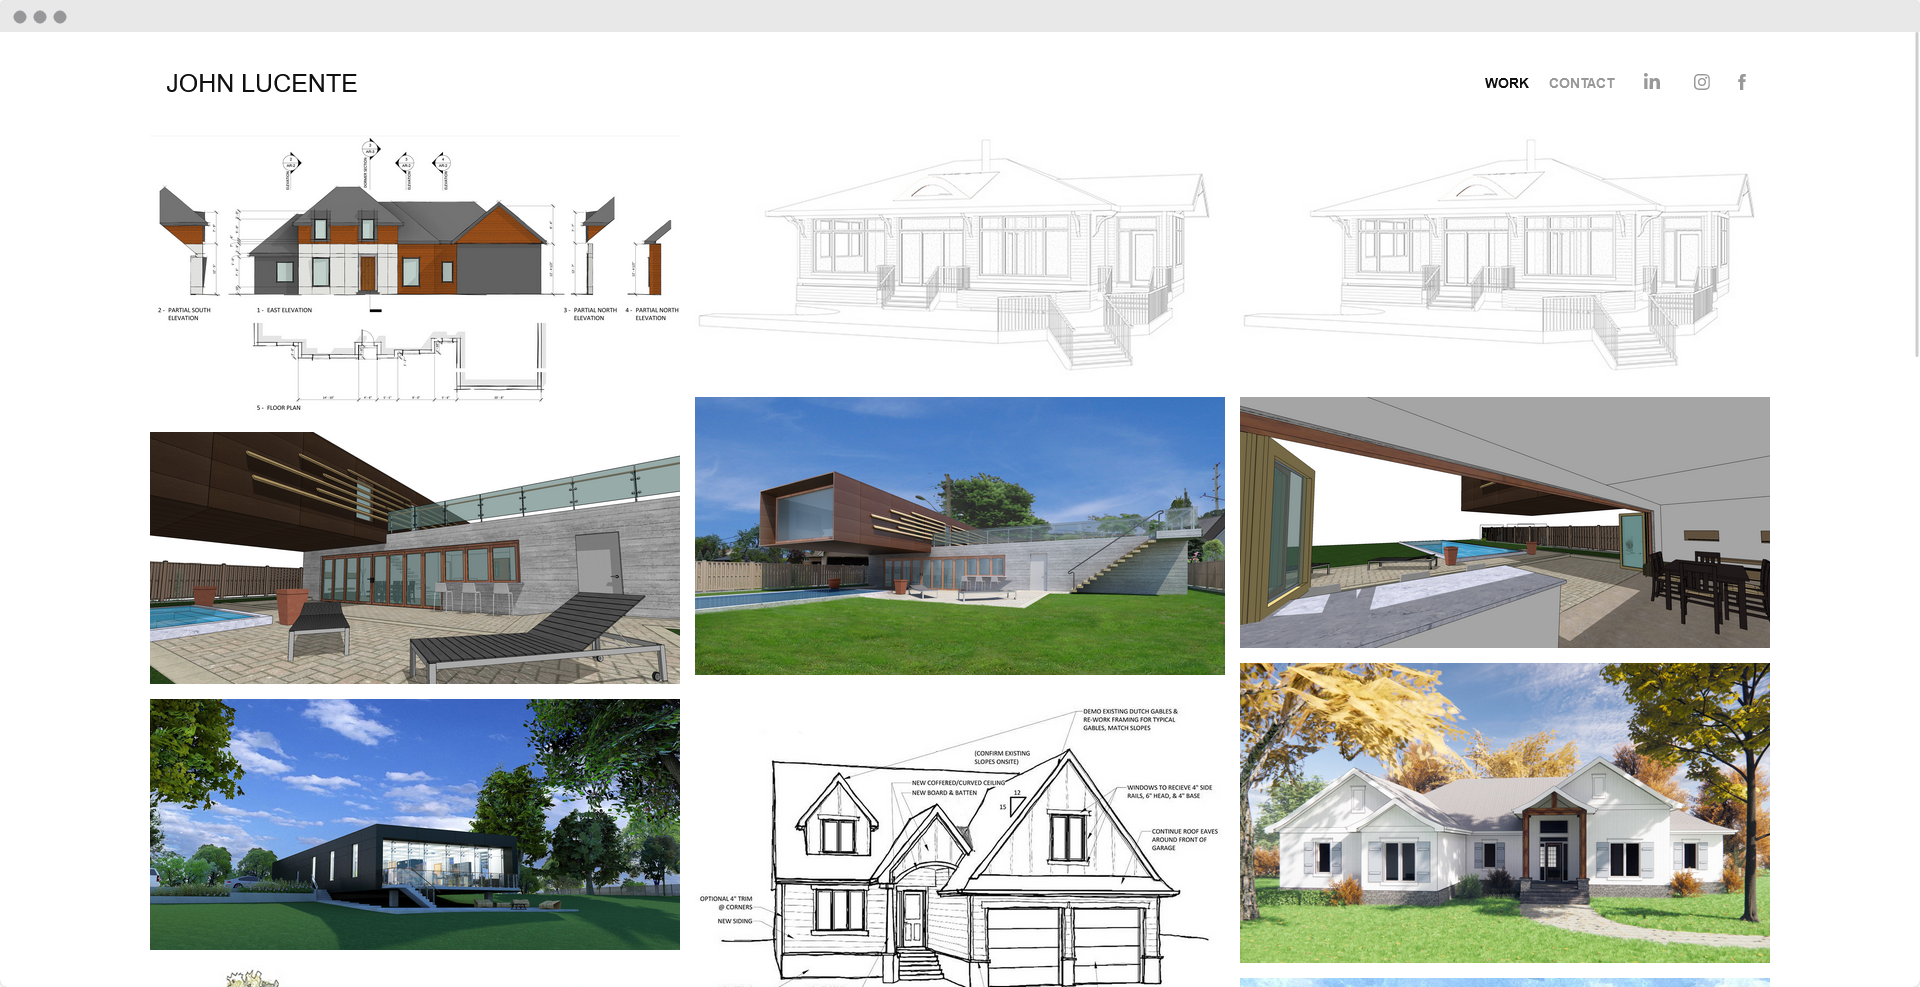 JOHN LUCENTE
WORK
CONTACT
2 - PARTIAL SOUTH
ELEVATION
1 - EAST ELEVATION
3 - PARTIAL NORTH
ELEVATION
4 - PARTIAL NORTH
ELEVATION
5 - FLOOR PLAN
DEMO EXISTING DUTCH GABLES &
RE-WORK FRAMING FOR TYPICAL
GABLES, MATCH SLOPES
(CONFIRM EXISTING
SLOPES ONSITE)
NEW COFFERED/CURVED CEILING
NEW BOARD & BATTEN
12
15
WINDOWS TO RECIEVE 4" SIDE
RAILS, 6" HEAD, & 4" BASE
CONTINUE ROOF EAVES
AROUND FRONT OF
GARAGE
OPTIONAL 4" TRIM
@ CORNERS
NEW SIDING